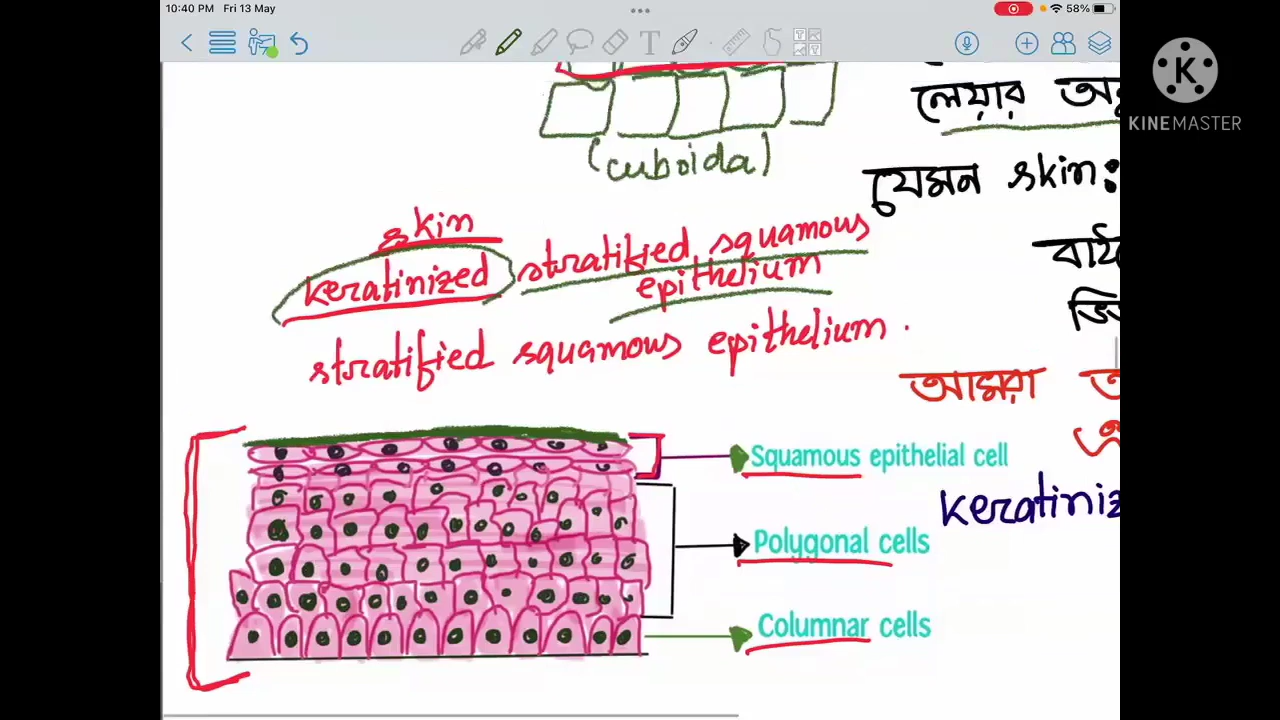 10:40 PM Fri 13 May
58%
K
KINEMASTER
লেয়ার
(cuboida)
যেমন skin:
skin
keratinized stratified squamous
epithelium
stratified squamous epithelium.
আমরা
Squamous epithelial cell
keratiniz
Polygonal cells
Columnar cells